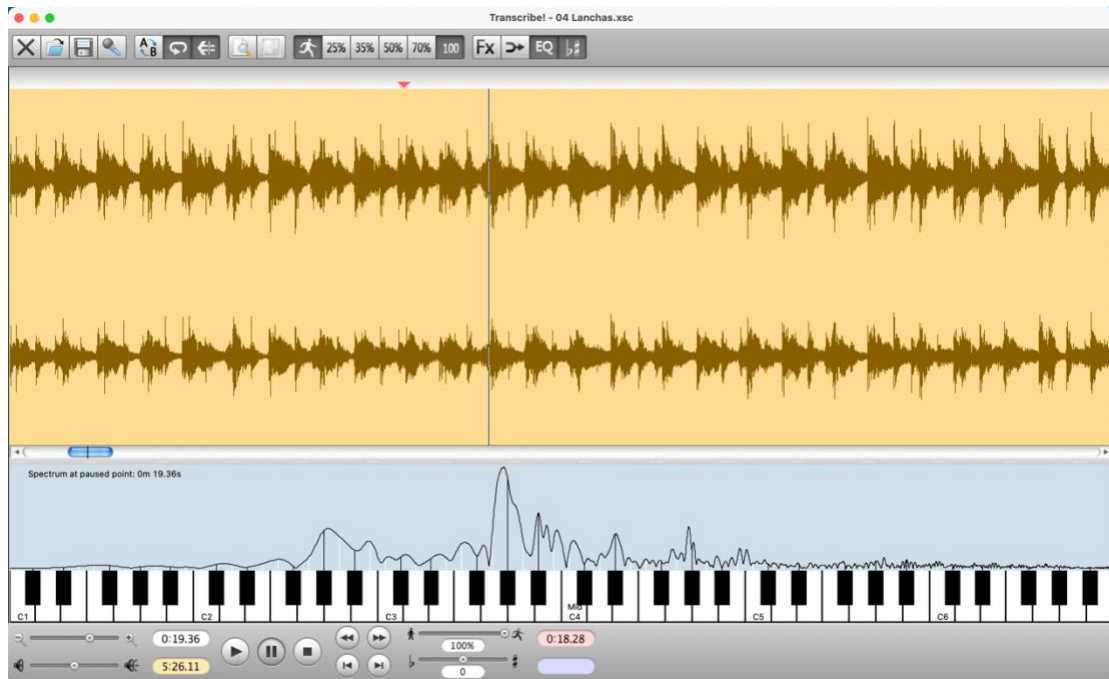 Transcribe! - 04 Lanchas.xsc
A B 25% 35% 50% 70% 100 Fx EQ b♯
Spectrum at paused point: 0m 19.36s
Mid
C1 C2 C3 C4 C5 C6
0:19.36 100% 0:18.28
5:26.11 0